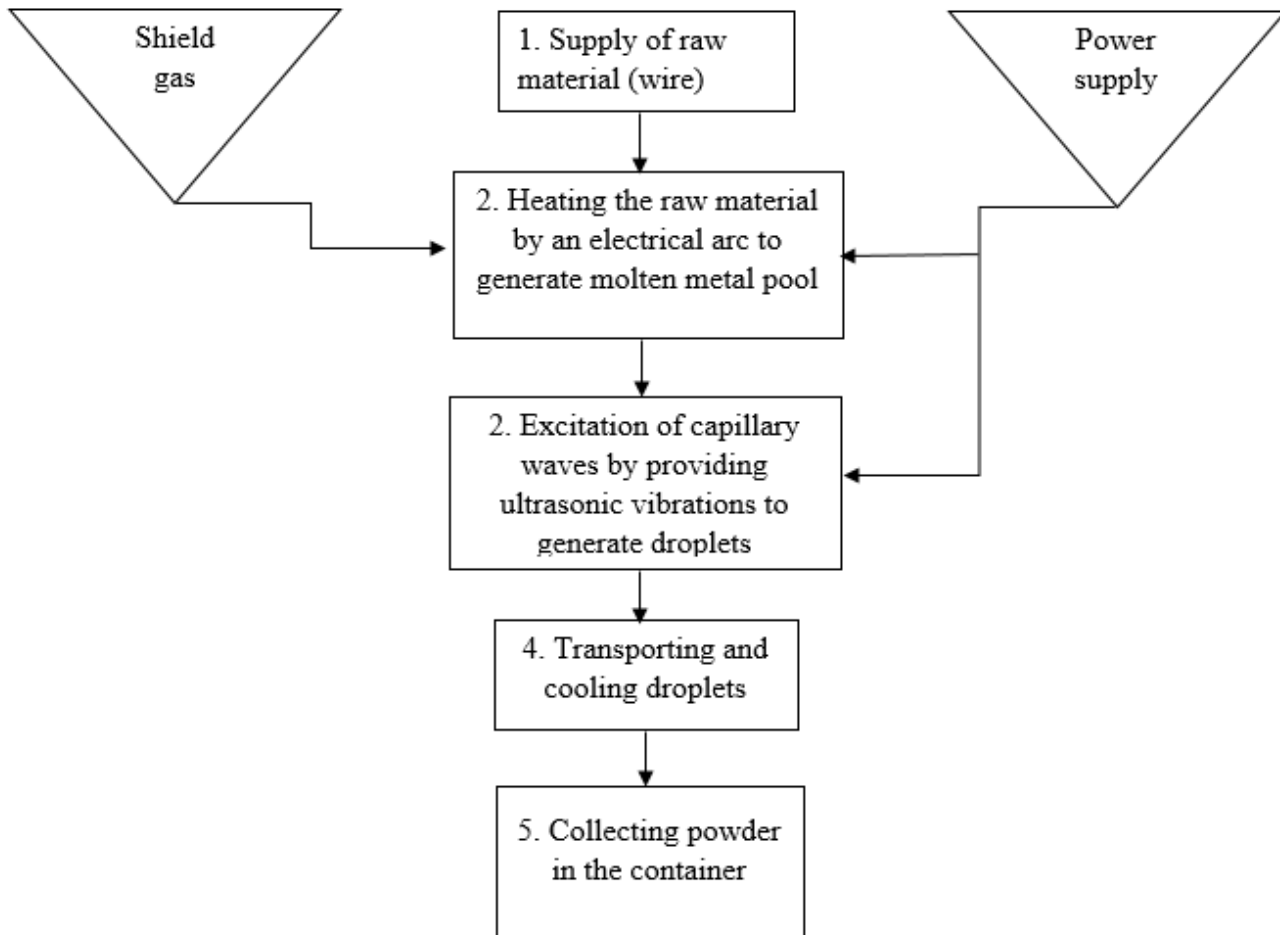 Shield
gas
1. Supply of raw
material (wire)
Power
supply
2. Heating the raw material
by an electrical arc to
generate molten metal pool
2. Excitation of capillary
waves by providing
ultrasonic vibrations to
generate droplets
4. Transporting and
cooling droplets
5. Collecting powder
in the container